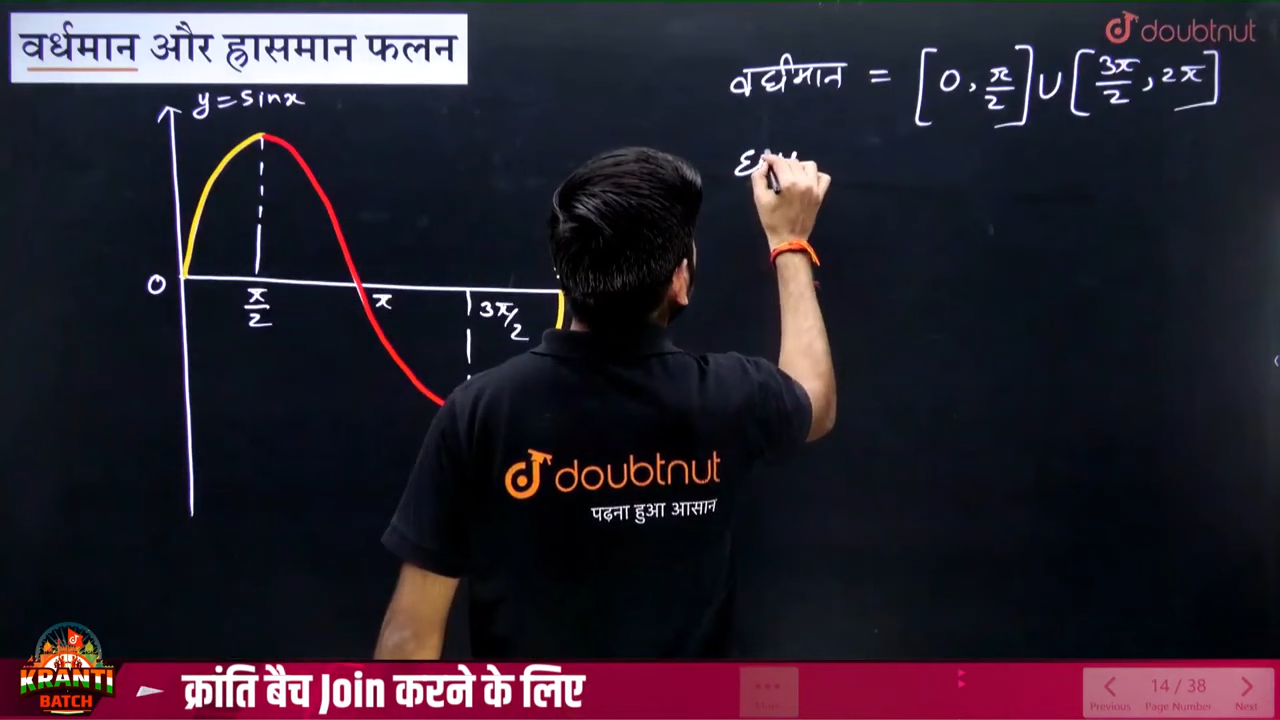 वर्धमान और ह्रासमान फलन
doubtnut
वर्धमान = [0, π/2] ∪ [3π/2, 2π]
y = sinx
0
π/2
π
3π/2
doubtnut
पढ़ना हुआ आसान
KRANTI
BATCH
क्रांति बैच Join करने के लिए
Previous
14 / 38
Page Number
Next